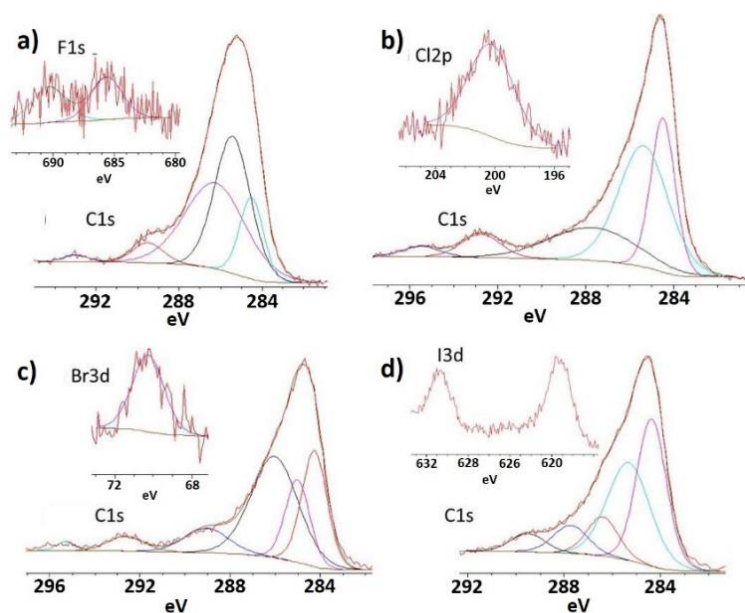 a)
F1s
690 685 680
eV
C1s
292 288 284
eV
b)
Cl2p
204 200 196
eV
C1s
296 292 288 284
eV
c)
Br3d
72 68
eV
C1s
296 292 288 284
eV
d)
I3d
632 628 626 620
eV
C1s
292 288 284
eV